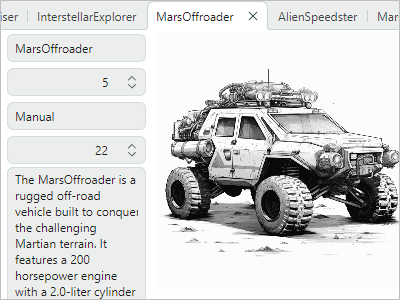 iser InterstellarExplorer MarsOffroader AlienSpeedster Mar
MarsOffroader
5
Manual
22
The MarsOffroader is a
rugged off-road
vehicle built to conquer
the challenging
Martian terrain. It
features a 200
horsepower engine
with a 2.0-liter cylinder